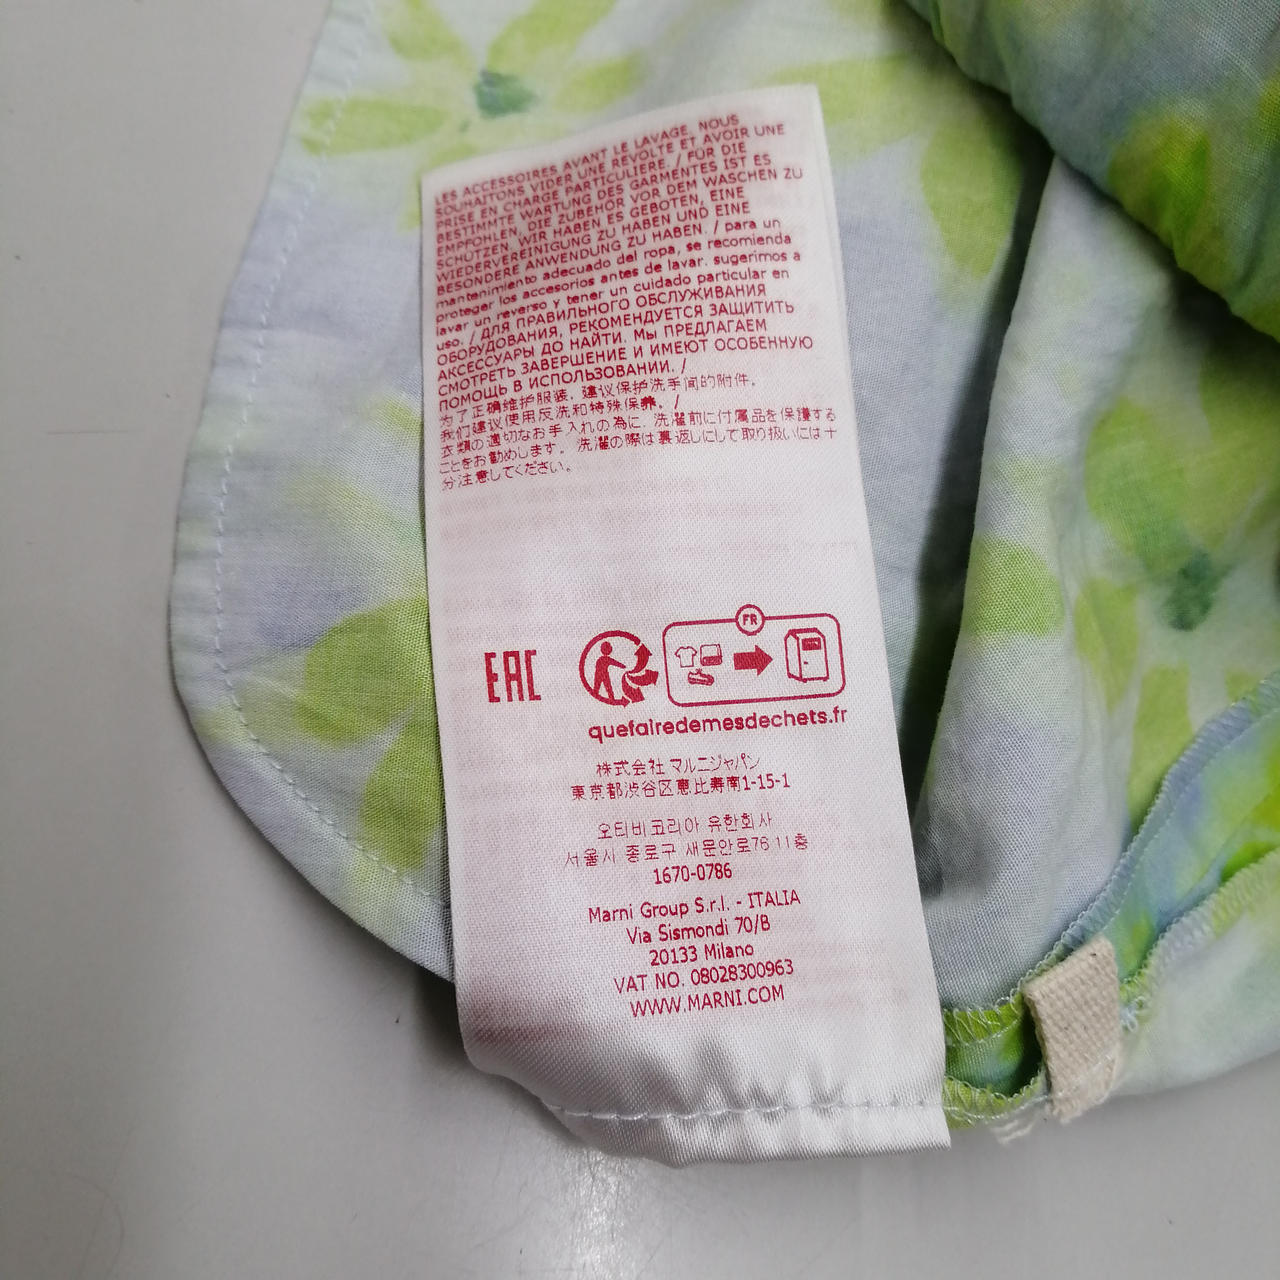 LES ACCESSOIRES AVANT LE LAVAGE, NOUS
SOUHAITONS VIDER UNE RÉVOLTE ET AVOIR UNE
PRISE EN CHARGE PARTICULIÈRE. / FÜR DIE
BESTIMMTE WARTUNG DES GARMENTES IST ES
EMPFOHLEN, DIE ZUBEHÖR VOR DEM WASCHEN ZU
SCHÜTZEN. WIR HABEN ES GEBOTEN, EINE
WIEDERVEREINIGUNG ZU HABEN UND EINE
BESONDERE ANWENDUNG ZU HABEN. / para un
mantenimiento adecuado del ropa, se recomienda
proteger los accesorios antes de lavar. sugerimos a
lavar un reverso y tener un cuidado particular en
uso. / ДЛЯ ПРАВИЛЬНОГО ОБСЛУЖИВАНИЯ
ОБОРУДОВАНИЯ, РЕКОМЕНДУЕТСЯ ЗАЩИТИТЬ
АКСЕССУАРЫ ДО НАЙТИ. МЫ ПРЕДЛАГАЕМ
СМОТРЕТЬ ЗАВЕРШЕНИЕ И ИМЕЮТ ОСОБЕННУЮ
ПОМОЩЬ В ИСПОЛЬЗОВАНИИ. /
为了正确维护服装，建议保护洗手间的附件。
我们建议使用反洗和特殊保养。/
衣類の適切なお手入れの為に、洗濯前に付属品を保護する
ことをお勧めします。洗濯の際は裏返しにして取り扱いには十
分注意してください。
EAC
FR
quefairedemesdechets.fr
株式会社 マルニジャパン
東京都渋谷区恵比寿南1-15-1
오티비코리아 유한회사
서울시 종로구 새문안로76 11층
1670-0786
Marni Group S.r.l. - ITALIA
Via Sismondi 70/B
20133 Milano
VAT NO. 08028300963
WWW.MARNI.COM